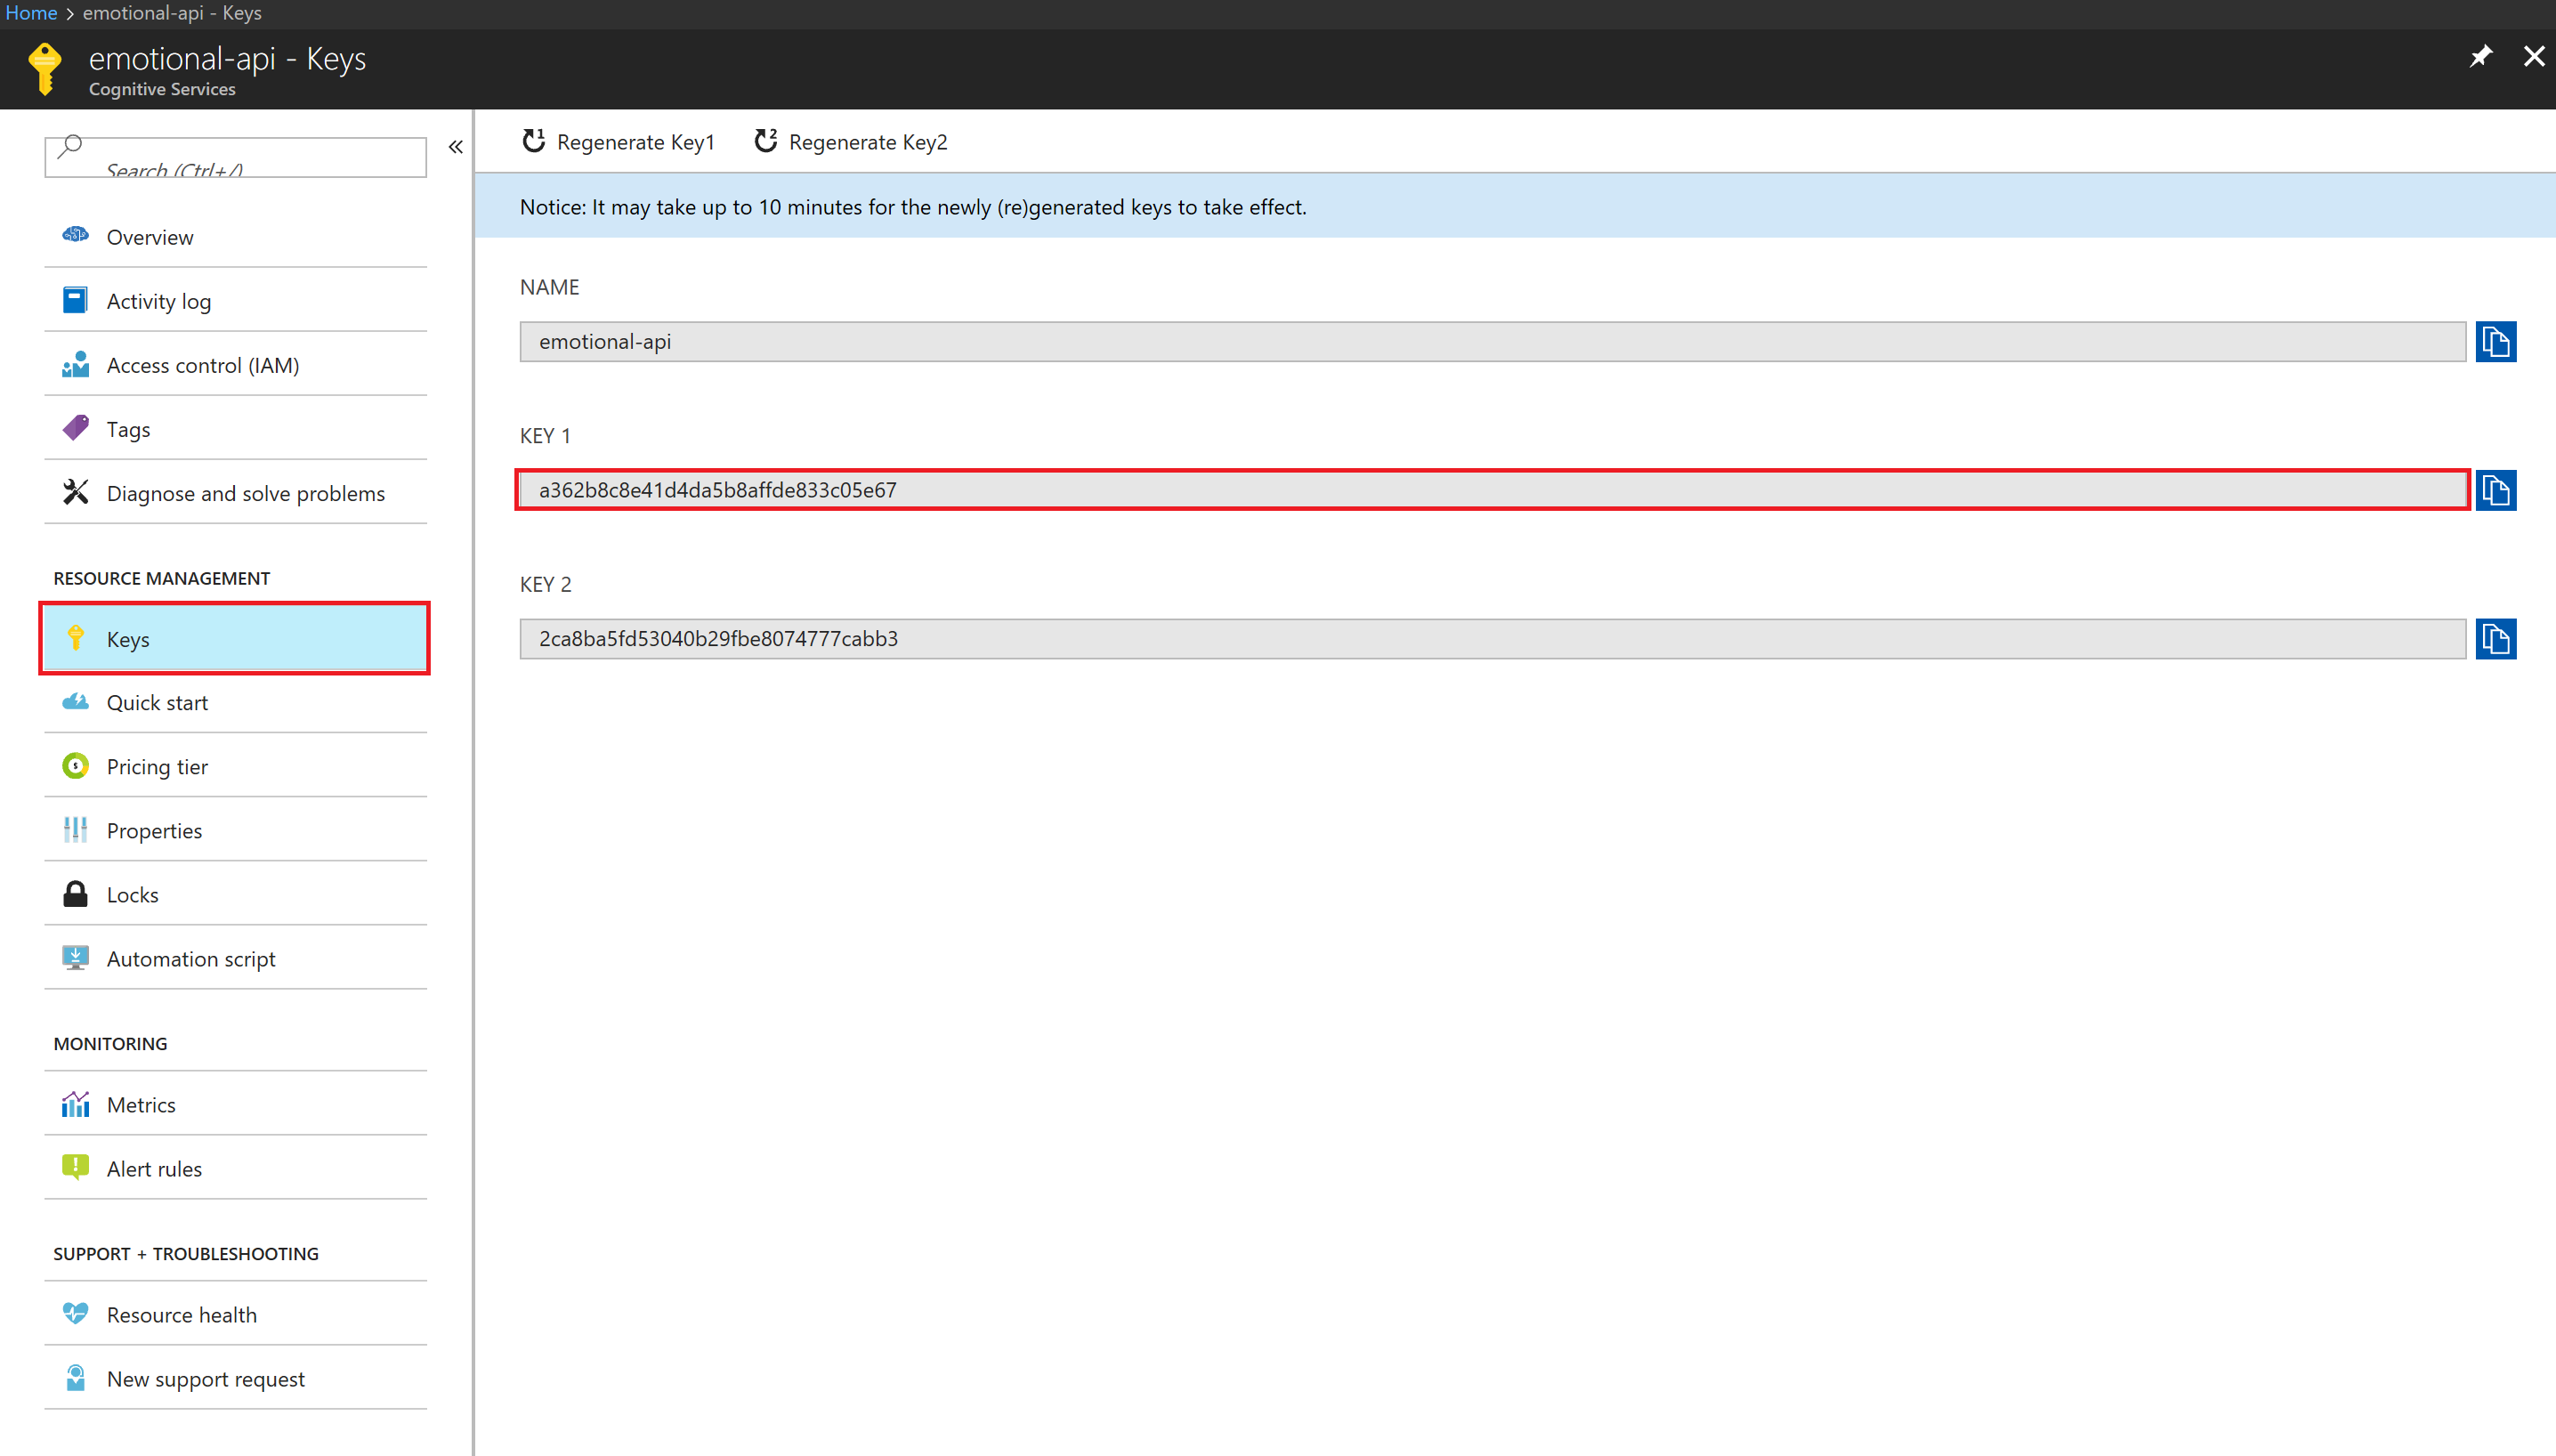 Home > emotional-api - Keys
emotional-api - Keys
Cognitive Services
Search (Ctrl+/)
Overview
Activity log
Access control (IAM)
Tags
Diagnose and solve problems
RESOURCE MANAGEMENT
Keys
Quick start
Pricing tier
Properties
Locks
Automation script
MONITORING
Metrics
Alert rules
SUPPORT + TROUBLESHOOTING
Resource health
New support request
Regenerate Key1
Regenerate Key2
Notice: It may take up to 10 minutes for the newly (re)generated keys to take effect.
NAME
emotional-api
KEY 1
a362b8c8e41d4da5b8affde833c05e67
KEY 2
2ca8ba5fd53040b29fbe8074777cabb3